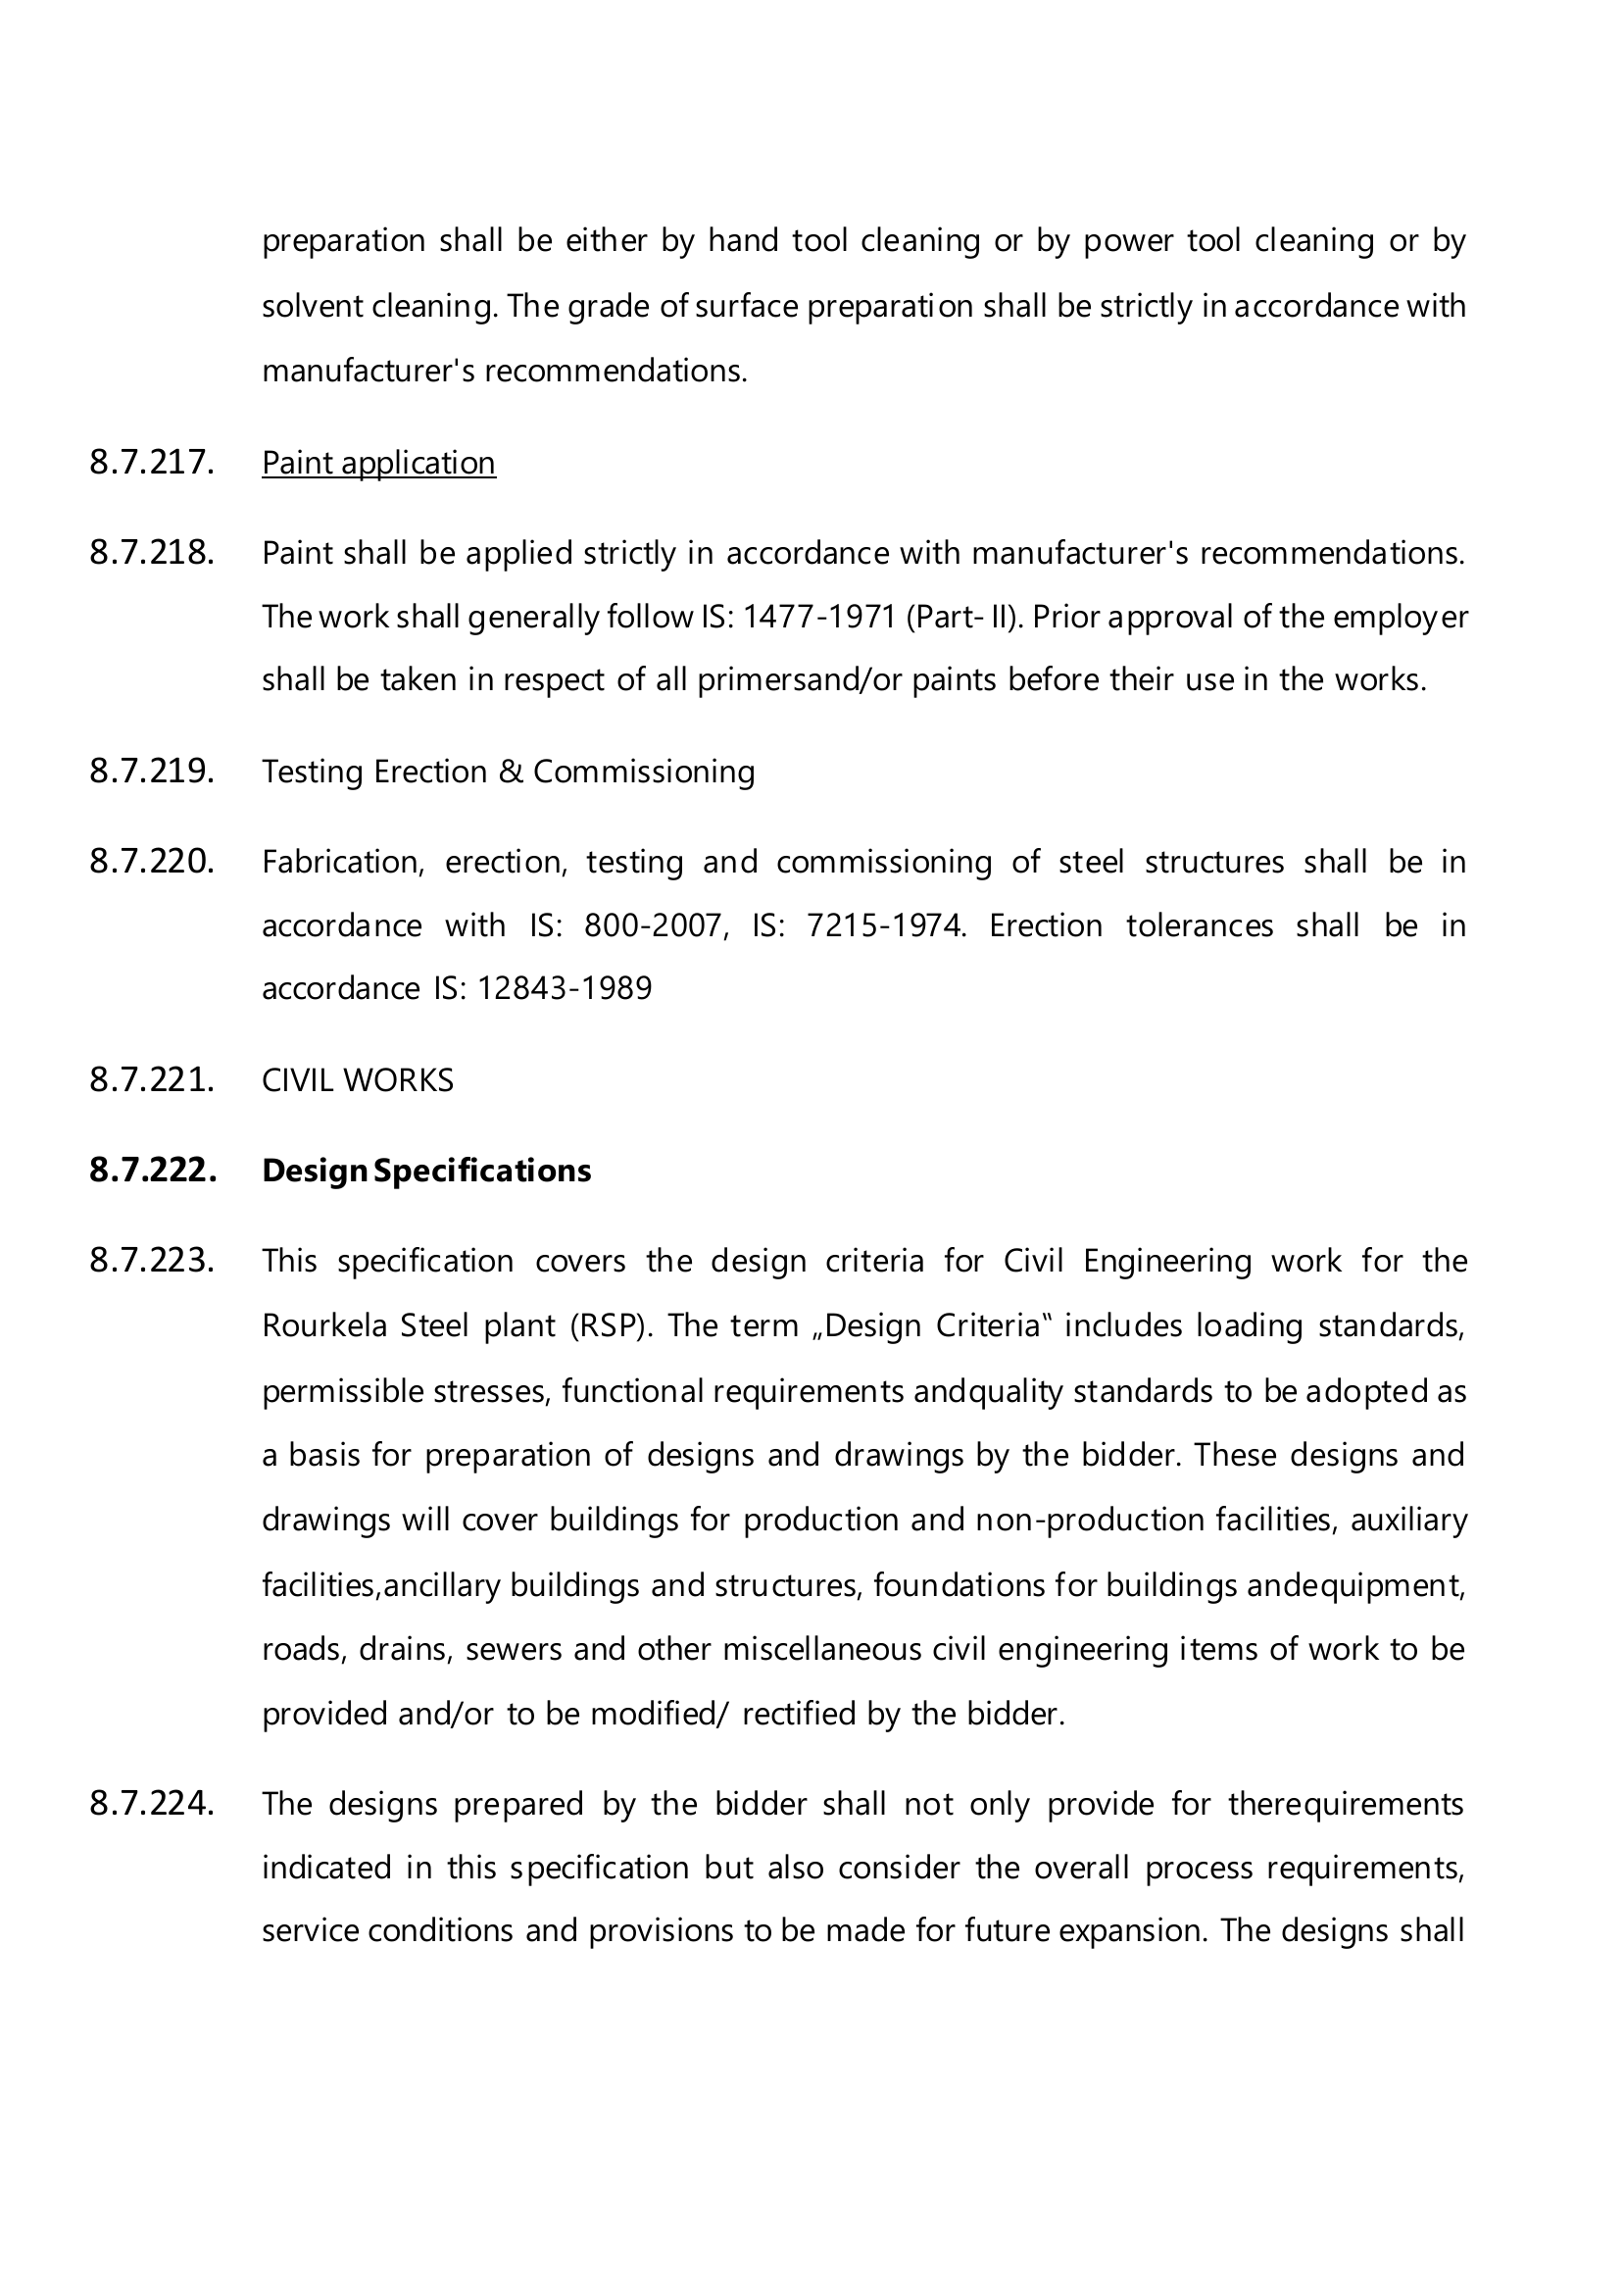 preparation shall be either by hand tool cleaning or by power tool cleaning or by
solvent cleaning. The grade of surface preparation shall be strictly in accordance with
manufacturer's recommendations.
8.7.217. Paint application
8.7.218. Paint shall be applied strictly in accordance with manufacturer's recommendations.
The work shall generally follow IS: 1477-1971 (Part- II). Prior approval of the employer
shall be taken in respect of all primersand/or paints before their use in the works.
8.7.219. Testing Erection & Commissioning
8.7.220. Fabrication, erection, testing and commissioning of steel structures shall be in
accordance with IS: 800-2007, IS: 7215-1974. Erection tolerances shall be in
accordance IS: 12843-1989
8.7.221. CIVIL WORKS
8.7.222. Design Specifications
8.7.223. This specification covers the design criteria for Civil Engineering work for the
Rourkela Steel plant (RSP). The term „Design Criteria‟ includes loading standards,
permissible stresses, functional requirements andquality standards to be adopted as
a basis for preparation of designs and drawings by the bidder. These designs and
drawings will cover buildings for production and non-production facilities, auxiliary
facilities,ancillary buildings and structures, foundations for buildings andequipment,
roads, drains, sewers and other miscellaneous civil engineering items of work to be
provided and/or to be modified/ rectified by the bidder.
8.7.224. The designs prepared by the bidder shall not only provide for therequirements
indicated in this specification but also consider the overall process requirements,
service conditions and provisions to be made for future expansion. The designs shall